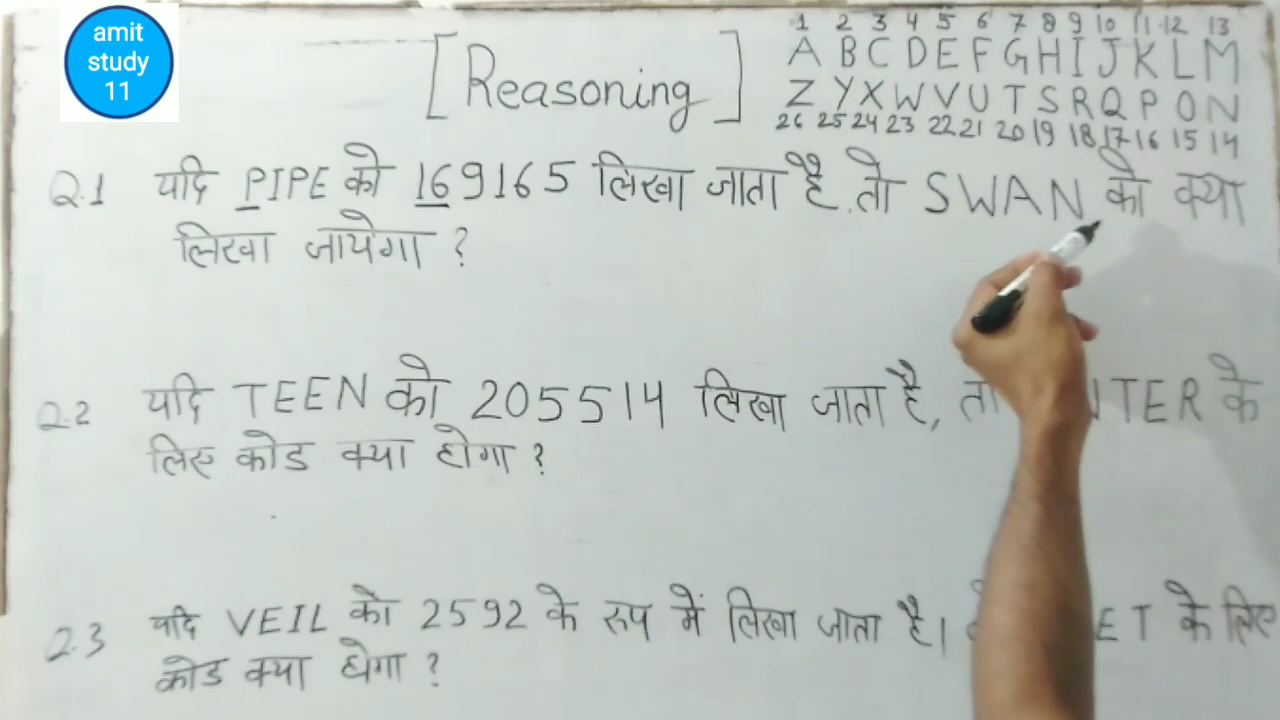 amit
study
11
[Reasoning]
1 2 3 4 5 6 7 8 9 10 11 12 13
A B C D E F G H I J K L M
Z Y X W V U T S R Q P O N
26 25 24 23 22 21 20 19 18 17 16 15 14
Q.1 यदि PIPE को 169165 लिखा जाता है, तो SWAN को क्या
लिखा जायेगा ?
Q.2 यदि TEEN को 205514 लिखा जाता है, TER के
लिए कोड क्या होगा ?
Q.3 यदि VEIL को 2592 के रूप में लिखा जाता है। ET के लिए
कोड क्या होगा ?